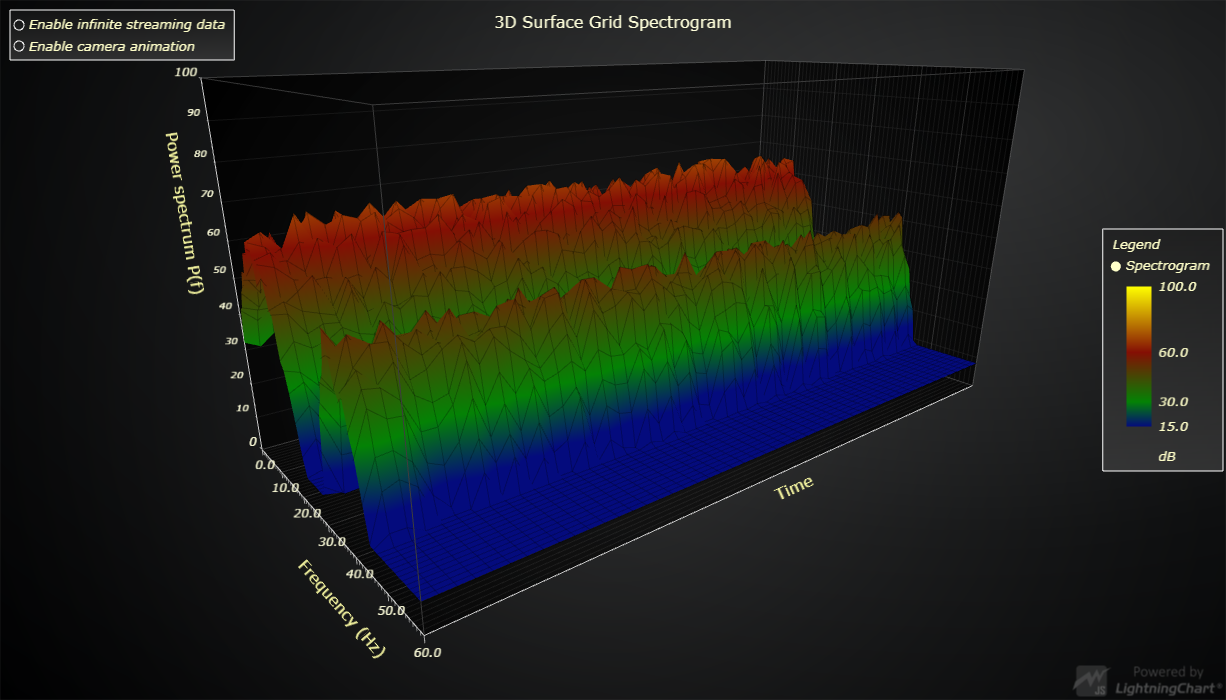 Enable infinite streaming data
Enable camera animation
3D Surface Grid Spectrogram
100
90
80
70
60
50
40
30
20
10
0
Power spectrum P(f)
0.0
10.0
20.0
30.0
40.0
50.0
60.0
Frequency (Hz)
Time
Legend
Spectrogram
100.0
60.0
30.0
15.0
dB
Powered by
JS LightningChart®